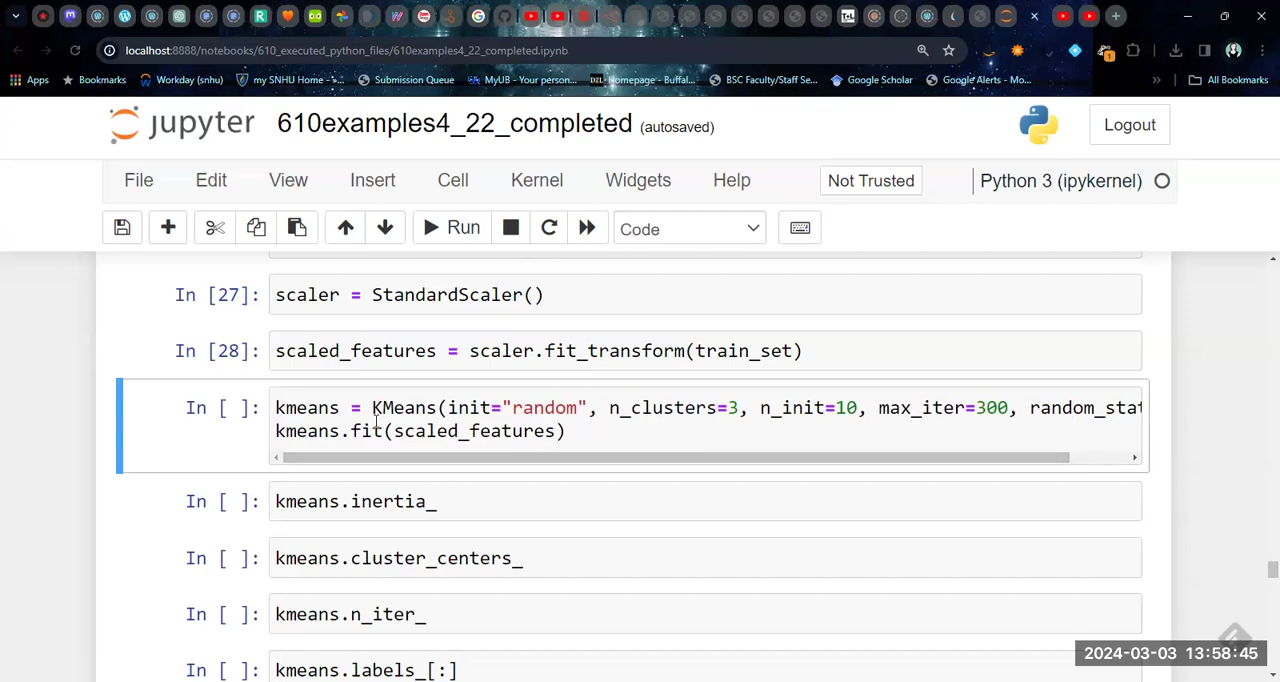 localhost:8888/notebooks/610_executed_python_files/610examples4_22_completed.ipynb
Apps
Bookmarks
Workday (snhu)
my SNHU Home - ...
Submission Queue
MyUB - Your person...
D2L Homepage - Buffal...
BSC Faculty/Staff Se...
Google Scholar
Google Alerts - Mo...
»
All Bookmarks
jupyter 610examples4_22_completed (autosaved)
Logout
File Edit View Insert Cell Kernel Widgets Help
Not Trusted
Python 3 (ipykernel)
Run
Code
In [27]: scaler = StandardScaler()
In [28]: scaled_features = scaler.fit_transform(train_set)
In [ ]: kmeans = KMeans(init="random", n_clusters=3, n_init=10, max_iter=300, random_stat
kmeans.fit(scaled_features)
In [ ]: kmeans.inertia_
In [ ]: kmeans.cluster_centers_
In [ ]: kmeans.n_iter_
In [ ]: kmeans.labels_[:]
2024-03-03 13:58:45